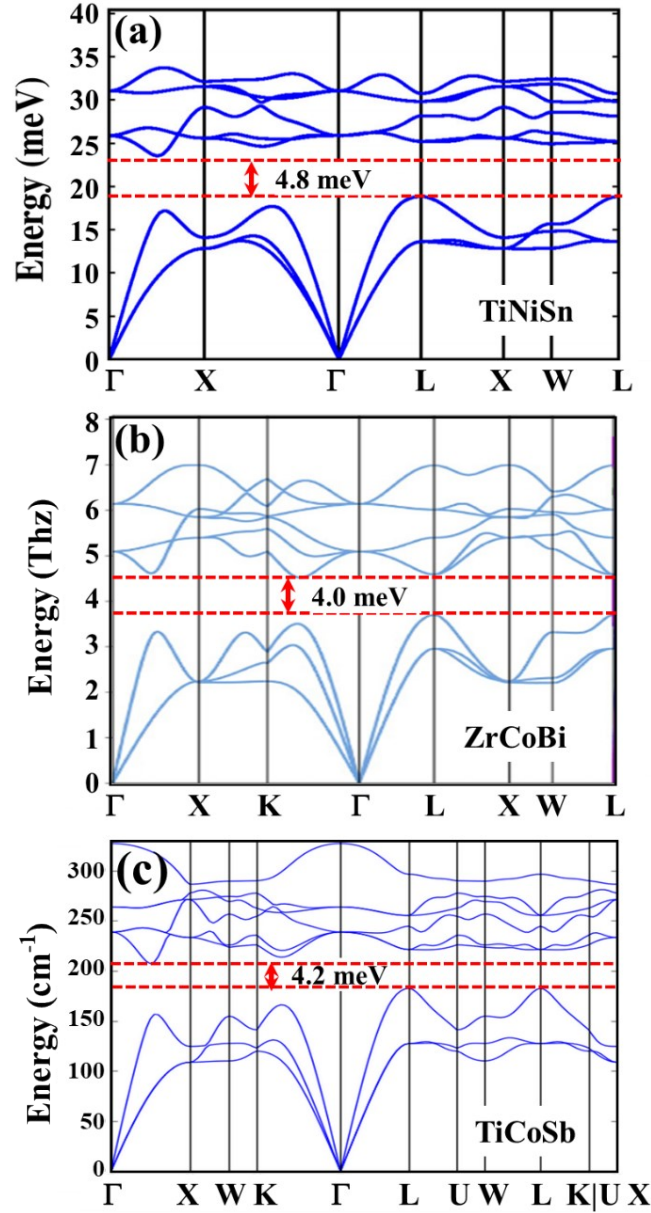 (a)
Energy (meV)
40
35
30
25
20
15
10
5
0
4.8 meV
TiNiSn
Γ X Γ L X W L
(b)
Energy (Thz)
8
7
6
5
4
3
2
1
0
4.0 meV
ZrCoBi
Γ X K Γ L X W L
(c)
Energy (cm⁻¹)
300
250
200
150
100
50
0
4.2 meV
TiCoSb
Γ X W K Γ L U W L K|U X